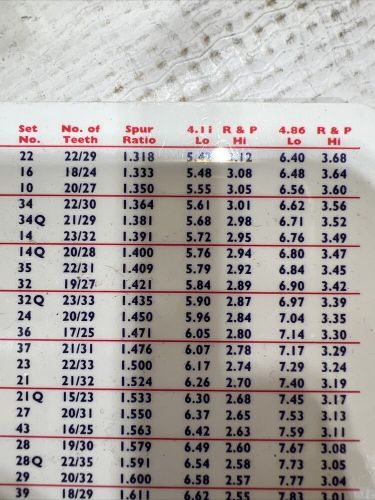 Set No. of Spur 4.11 R & P 4.86 R & P
No. Teeth Ratio Lo Hi Lo Hi
22 22/29 1.318 5.42 3.12 6.40 3.68
16 18/24 1.333 5.48 3.08 6.48 3.64
10 20/27 1.350 5.55 3.05 6.56 3.60
34 22/30 1.364 5.61 3.01 6.62 3.56
34Q 21/29 1.381 5.68 2.98 6.71 3.52
14 23/32 1.391 5.72 2.95 6.76 3.49
14Q 20/28 1.400 5.76 2.94 6.80 3.47
35 22/31 1.409 5.79 2.92 6.84 3.45
32 19/27 1.421 5.84 2.89 6.90 3.42
32Q 23/33 1.435 5.90 2.87 6.97 3.39
24 20/29 1.450 5.96 2.84 7.04 3.35
36 17/25 1.471 6.05 2.80 7.14 3.30
37 21/31 1.476 6.07 2.78 7.17 3.29
23 22/33 1.500 6.17 2.74 7.29 3.24
21 21/32 1.524 6.26 2.70 7.40 3.19
21Q 15/23 1.533 6.30 2.68 7.45 3.17
27 20/31 1.550 6.37 2.65 7.53 3.13
43 16/25 1.563 6.42 2.63 7.59 3.11
28 19/30 1.579 6.49 2.60 7.67 3.08
28Q 22/35 1.591 6.54 2.58 7.73 3.05
29 20/32 1.600 6.58 2.57 7.77 3.04
39 18/29 1.611 6.62 2.55